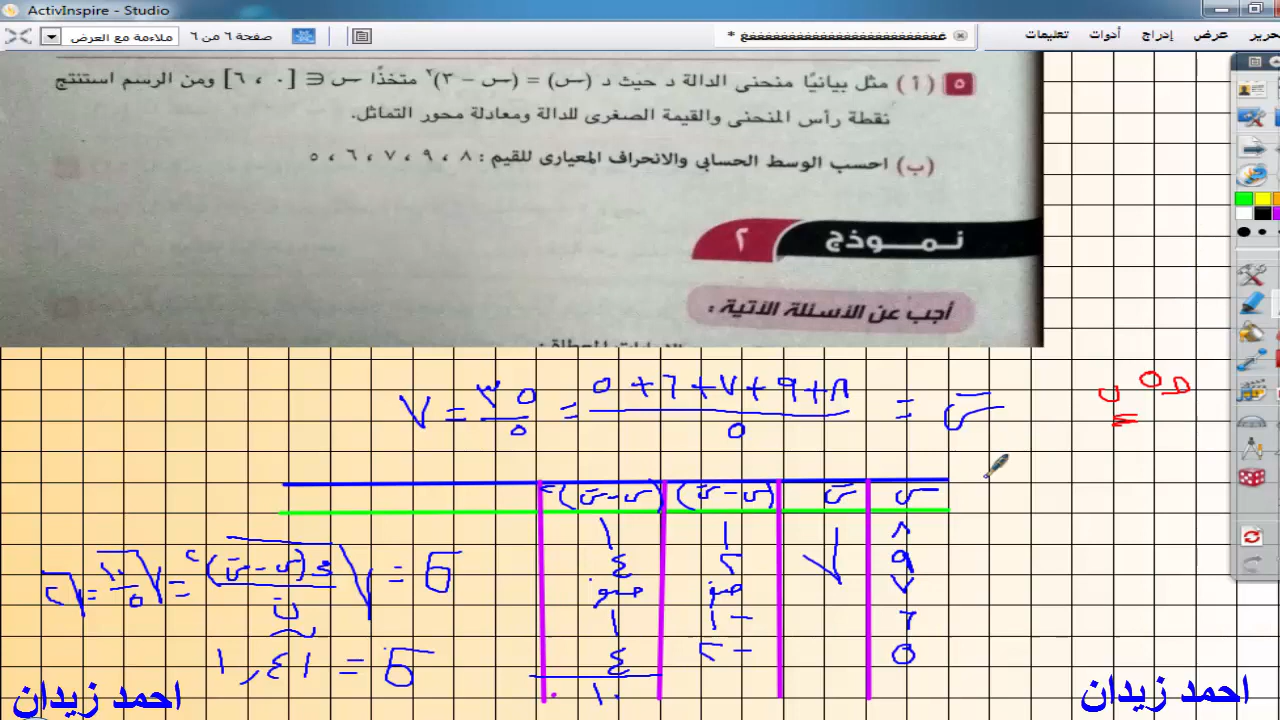 ActivInspire - Studio
تحرير عرض إدراج أدوات تعليمات
ملاءمة مع العرض صفحة ٦ من ٦
٥ (أ) مثل بيانيًا منحنى الدالة د حيث د (س) = (س − ٣)٢ متخذًا س ∈ [٠ ، ٦] ومن الرسم استنتج
نقطة رأس المنحنى والقيمة الصغرى للدالة ومعادلة محور التماثل.
(ب) احسب الوسط الحسابى والانحراف المعيارى للقيم : ٨ ، ٩ ، ٧ ، ٦ ، ٥
نـمـــوذج ٢
أجب عن الأسئلة الآتية :
س̄ = (٨+٩+٧+٦+٥)/٥ = ٣٥/٥ = ٧
س س̄ (س-س̄) (س-س̄)٢
٨ ١ ١
٩ ٧ ٢ ٤
٧ صفر صفر
٦ -١ ١
٥ -٢ ٤
١٠
σ = √(مجـ(س-س̄)٢/ن) = √(١٠/٥) = √٢
σ = ١,٤١
احمد زيدان
احمد زيدان